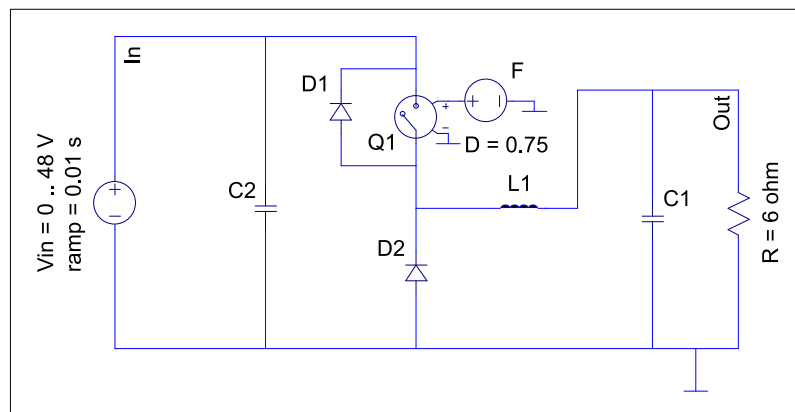 In
D1
F
Q1
D = 0.75
Out
Vin = 0 .. 48 V
ramp = 0.01 s
C2
L1
C1
R = 6 ohm
D2